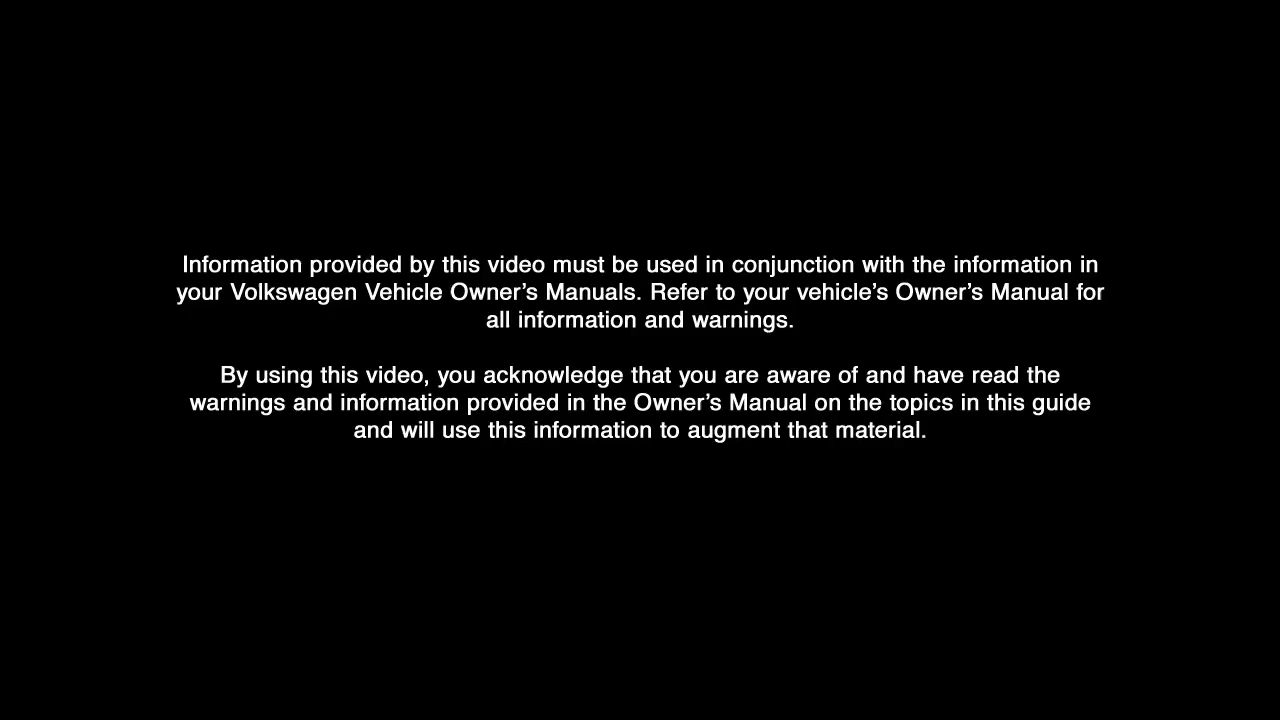 Information provided by this video must be used in conjunction with the information in
your Volkswagen Vehicle Owner’s Manuals. Refer to your vehicle’s Owner’s Manual for
all information and warnings.
By using this video, you acknowledge that you are aware of and have read the
warnings and information provided in the Owner’s Manual on the topics in this guide
and will use this information to augment that material.